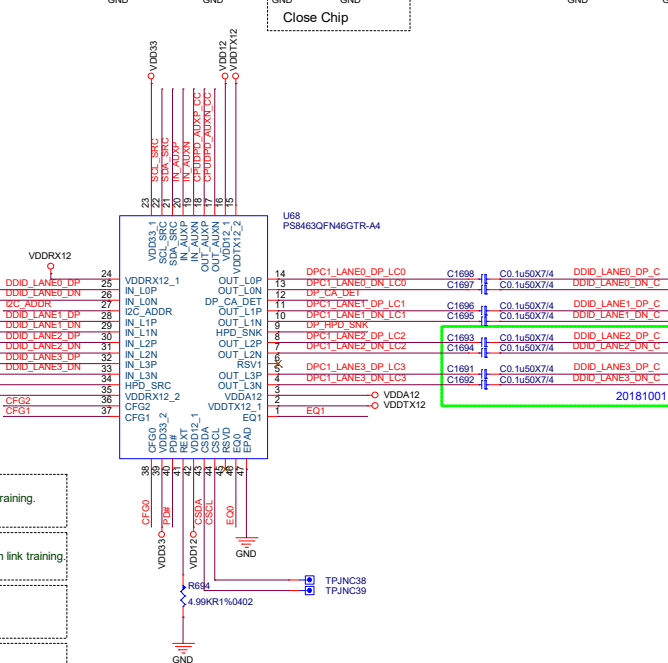 GND GND GND GND GND
Close Chip
VDD33
VDD12
VDDTX12
SCL_SRC
SDA_SRC
IN_AUXP
IN_AUXN
CPUDPD_AUXP_CC
CPUDPD_AUXN_CC
23 22 21 20 19 18 17 16 15
U68
PS8463QFN46GTR-A4
VDD33_1
SCL_SRC
SDA_SRC
IN_AUXP
IN_AUXN
OUT_AUXP
OUT_AUXN
VDD12_1
VDDTX12_2
VDDRX12
24 VDDRX12_1
DDID_LANE0_DP 25 IN_L0P
DDID_LANE0_DN 26 IN_L0N
I2C_ADDR 27 I2C_ADDR
DDID_LANE1_DP 28 IN_L1P
DDID_LANE1_DN 29 IN_L1N
DDID_LANE2_DP 30 IN_L2P
DDID_LANE2_DN 31 IN_L2N
DDID_LANE3_DP 32 IN_L3P
DDID_LANE3_DN 33 IN_L3N
34 HPD_SRC
35 VDDRX12_2
CFG2 36 CFG2
CFG1 37 CFG1
OUT_L0P 14 DPC1_LANE0_DP_LC0 C1698 C0.1u50X7/4 DDID_LANE0_DP_C
OUT_L0N 13 DPC1_LANE0_DN_LC0 C1697 C0.1u50X7/4 DDID_LANE0_DN_C
DP_CA_DET 12 DP_CA_DET
OUT_L1P 11 DPC1_LANE1_DP_LC1 C1696 C0.1u50X7/4 DDID_LANE1_DP_C
OUT_L1N 10 DPC1_LANE1_DN_LC1 C1695 C0.1u50X7/4 DDID_LANE1_DN_C
HPD_SNK 9 DP_HPD_SNK
OUT_L2P 8 DPC1_LANE2_DP_LC2 C1693 C0.1u50X7/4 DDID_LANE2_DP_C
OUT_L2N 7 DPC1_LANE2_DN_LC2 C1694 C0.1u50X7/4 DDID_LANE2_DN_C
RSV1 6
OUT_L3P 5 DPC1_LANE3_DP_LC3 C1691 C0.1u50X7/4 DDID_LANE3_DP_C
OUT_L3N 4 DPC1_LANE3_DN_LC3 C1692 C0.1u50X7/4 DDID_LANE3_DN_C
VDDA12 3 VDDA12
VDDTX12_1 2 VDDTX12
EQ1 1 EQ1
20181001
CFG0
VDD33_2
PD#
REXT
VDD12_1
CSDA
CSCL
RSVD
EQ0
EPAD
38 39 40 41 42 43 44 45 46 47
CFG0
PD#
CSDA
CSCL
EQ0
VDD33
VDD12
GND
raining.
link training.
TPJNC38
TPJNC39
R694
4.99KR1%0402
GND